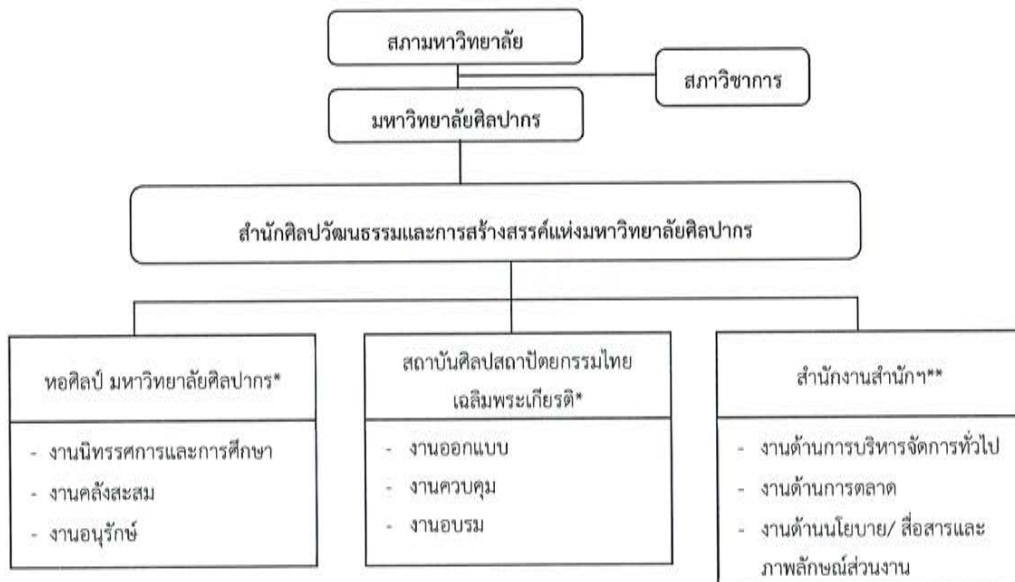 สภามหาวิทยาลัย
สภาวิชาการ
มหาวิทยาลัยศิลปากร
สำนักศิลปวัฒนธรรมและการสร้างสรรค์แห่งมหาวิทยาลัยศิลปากร
หอศิลป์ มหาวิทยาลัยศิลปากร*
- งานนิทรรศการและการศึกษา
- งานคลังสะสม
- งานอนุรักษ์
สถาบันศิลปสถาปัตยกรรมไทย
เฉลิมพระเกียรติ*
- งานออกแบบ
- งานควบคุม
- งานอบรม
สำนักงานสำนักฯ**
- งานด้านการบริหารจัดการทั่วไป
- งานด้านการตลาด
- งานด้านนโยบาย/ สื่อสารและ
ภาพลักษณ์ส่วนงาน